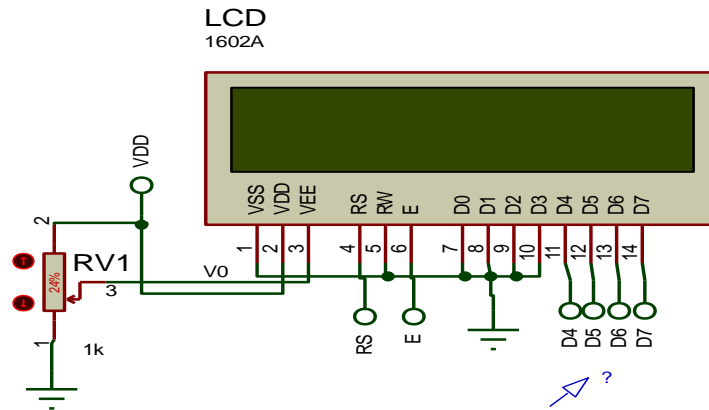 LCD
1602A
VDD
VSS
VDD
VEE
RS
RW
E
D0
D1
D2
D3
D4
D5
D6
D7
1
2
3
4
5
6
7
8
9
10
11
12
13
14
2
RV1
24%
3
V0
1
1k
RS
E
D4
D5
D6
D7
?